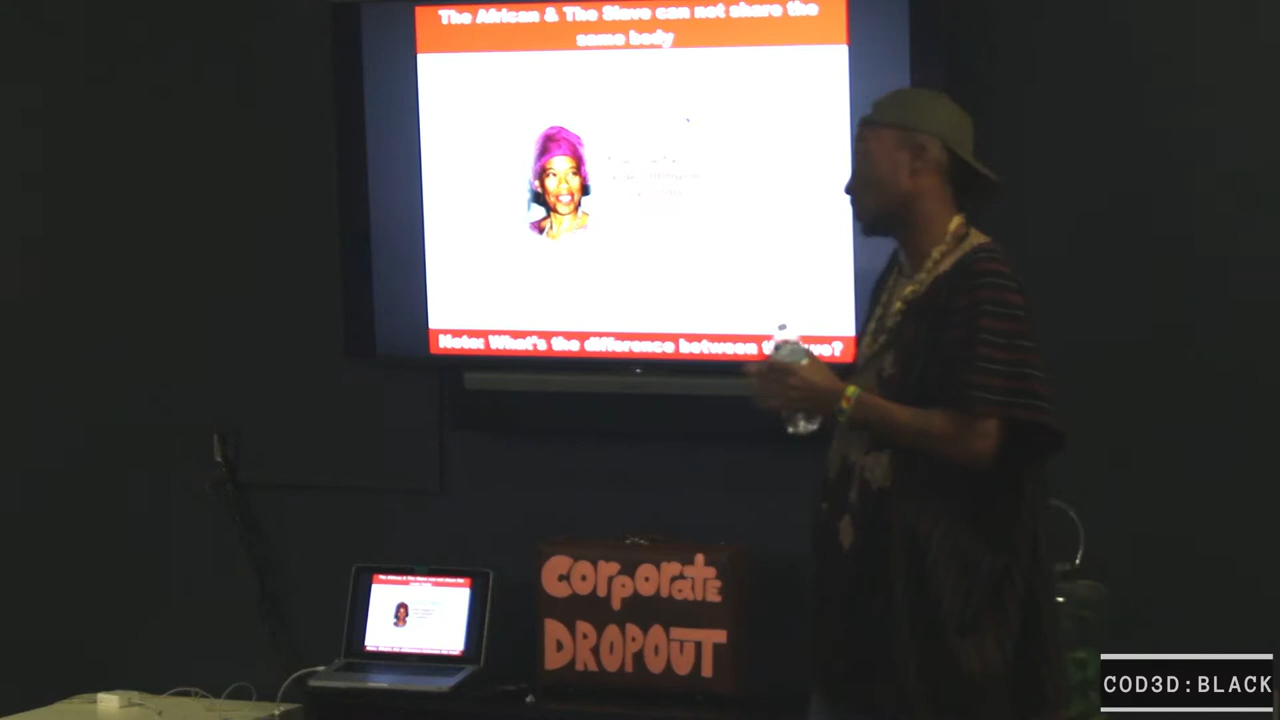 The African & The Slave can not share the
same body
Note: What's the difference between
Corporate
DROPOUT
COD3D:BLACK